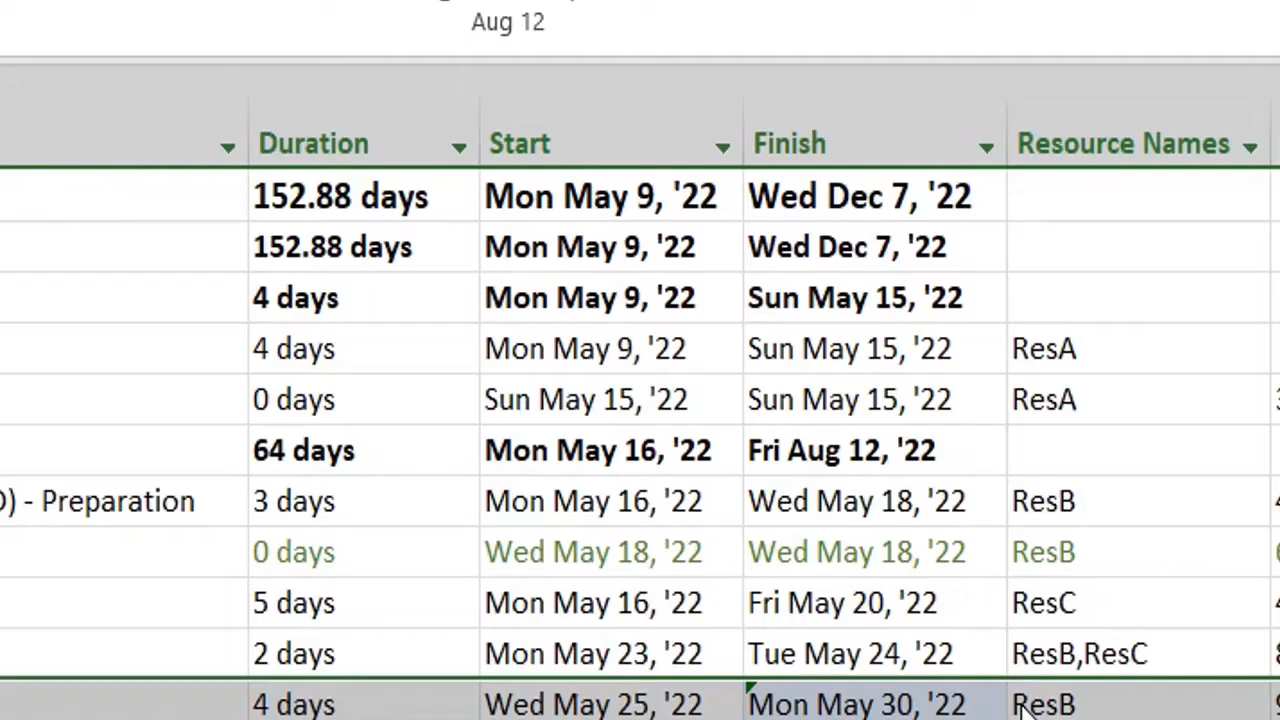 Aug 12
Duration Start Finish Resource Names
152.88 days Mon May 9, '22 Wed Dec 7, '22
152.88 days Mon May 9, '22 Wed Dec 7, '22
4 days Mon May 9, '22 Sun May 15, '22
4 days Mon May 9, '22 Sun May 15, '22 ResA
0 days Sun May 15, '22 Sun May 15, '22 ResA
64 days Mon May 16, '22 Fri Aug 12, '22
) - Preparation 3 days Mon May 16, '22 Wed May 18, '22 ResB
0 days Wed May 18, '22 Wed May 18, '22 ResB
5 days Mon May 16, '22 Fri May 20, '22 ResC
2 days Mon May 23, '22 Tue May 24, '22 ResB,ResC
4 days Wed May 25, '22 Mon May 30, '22 ResB